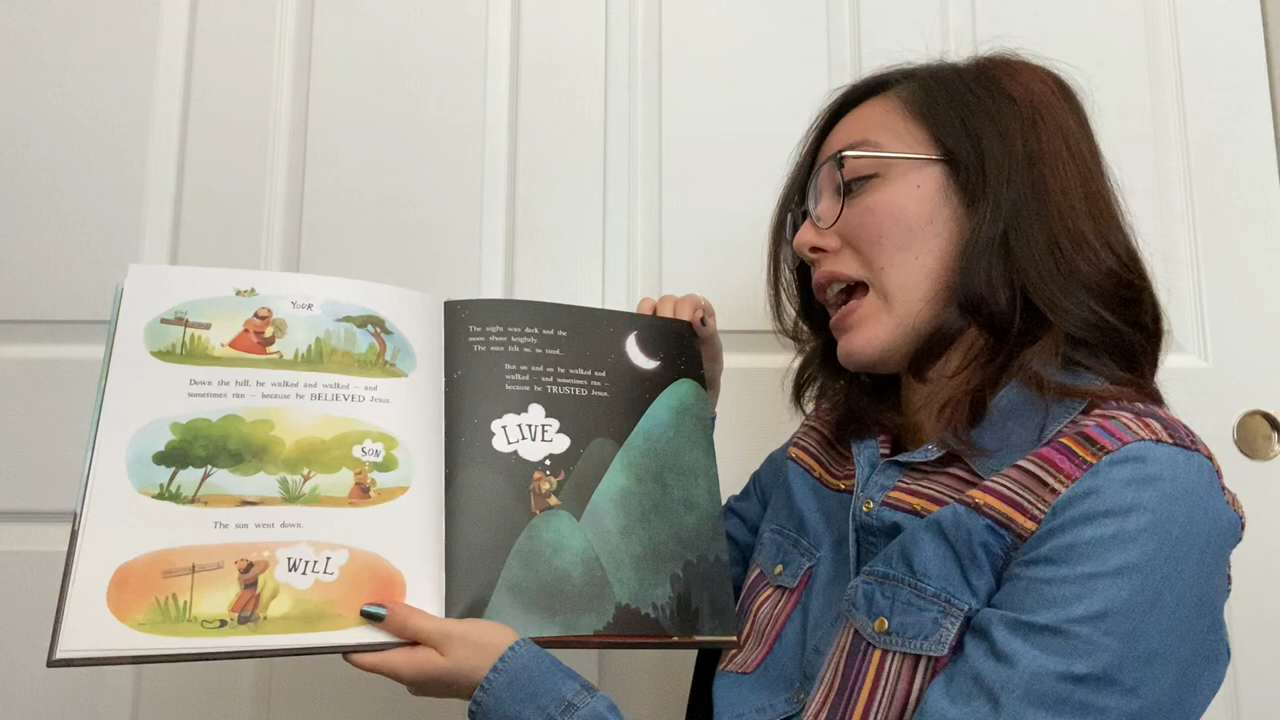 YOUR
Down the hill, he walked and walked — and
sometimes ran — because he BELIEVED Jesus.
SON
The sun went down.
WILL
The night was dark and the
moon shone brightly.
The man felt so, so tired...
But on and on he walked and
walked — and sometimes ran —
because he TRUSTED Jesus.
LIVE